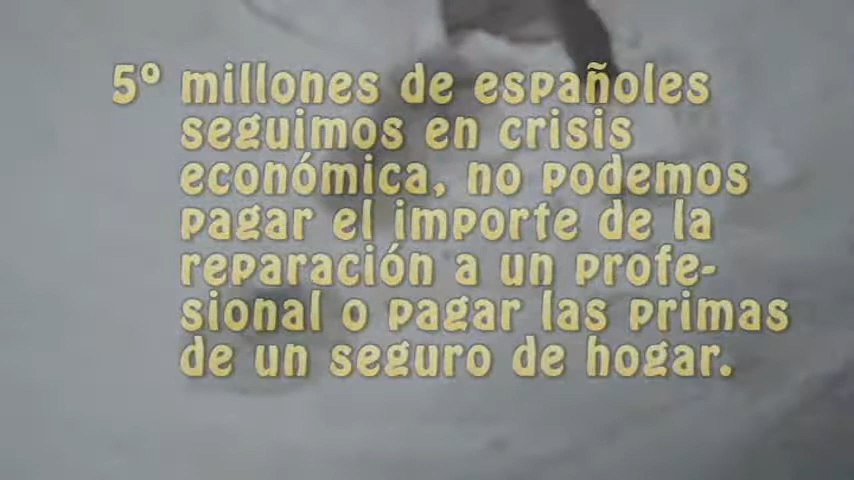 5º millones de españoles
seguimos en crisis
económica, no podemos
pagar el importe de la
reparación a un profe-
sional o pagar las primas
de un seguro de hogar.